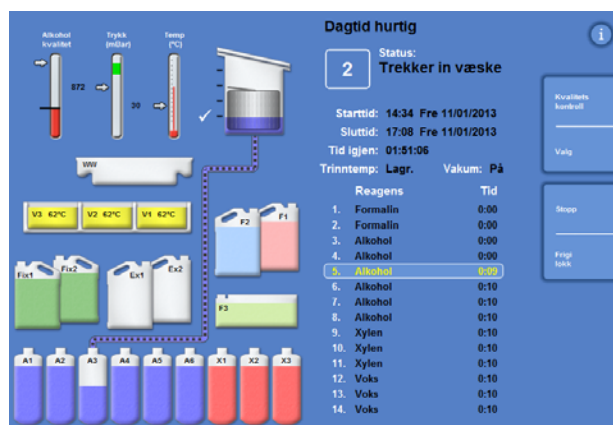 Dagtid hurtig
i
Alkohol
kvalitet
Trykk
(mBar)
Temp
(°C)
872
30
2
Status:
Trekker in væske
Kvalitets
kontroll
Valg
Stopp
Frigi
lokk
Starttid: 14:34 Fre 11/01/2013
Sluttid: 17:08 Fre 11/01/2013
Tid igjen: 01:51:06
Trinntemp: Lagr. Vakum: På
Reagens Tid
1. Formalin 0:00
2. Formalin 0:00
3. Alkohol 0:00
4. Alkohol 0:00
5. Alkohol 0:09
6. Alkohol 0:10
7. Alkohol 0:10
8. Alkohol 0:10
9. Xylen 0:10
10. Xylen 0:10
11. Xylen 0:10
12. Voks 0:10
13. Voks 0:10
14. Voks 0:10
WW
V3 62°C V2 62°C V1 62°C
F2 F1
Fix1 Fix2 Ex1 Ex2
F3
A1 A2 A3 A4 A5 A6 X1 X2 X3